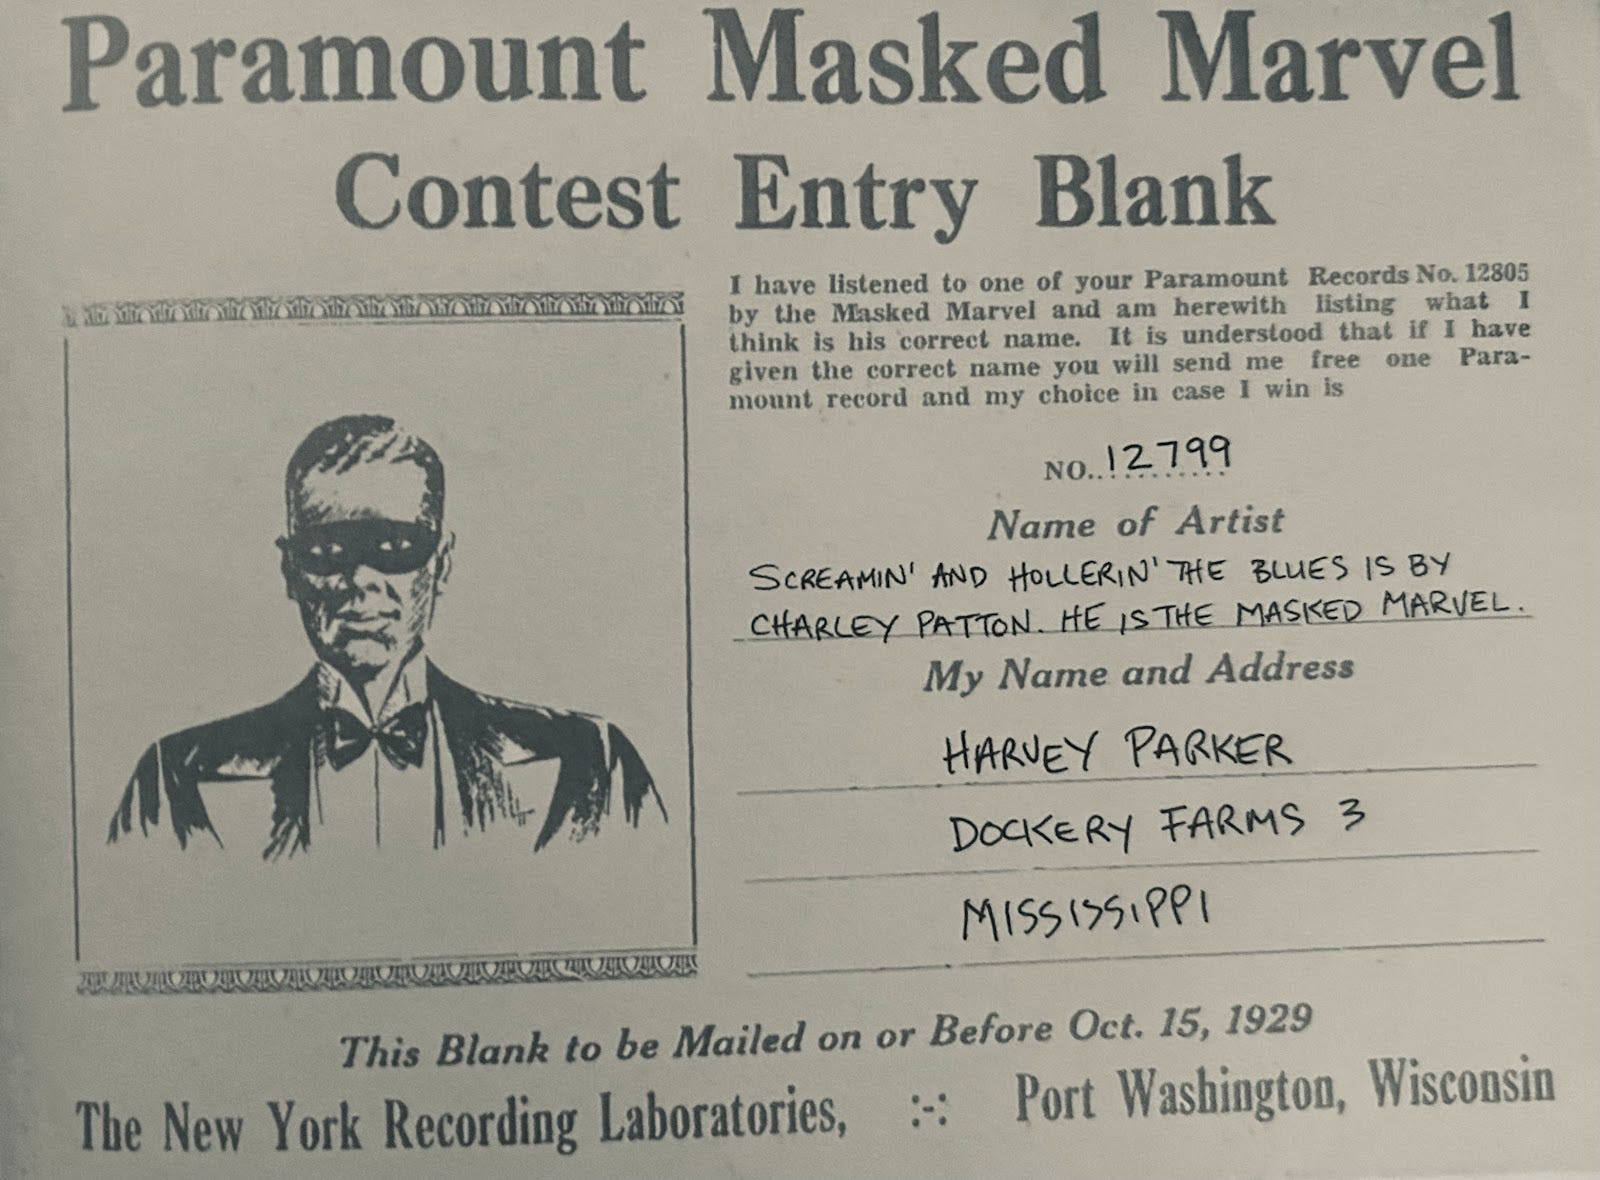 Paramount Masked Marvel
Contest Entry Blank
I have listened to one of your Paramount Records No. 12805
by the Masked Marvel and am herewith listing what I
think is his correct name. It is understood that if I have
given the correct name you will send me free one Para-
mount record and my choice in case I win is
NO..12799
Name of Artist
SCREAMIN' AND HOLLERIN' THE BLUES IS BY
CHARLEY PATTON. HE IS THE MASKED MARVEL.
My Name and Address
HARVEY PARKER
DOCKERY FARMS 3
MISSISSIPPI
This Blank to be Mailed on or Before Oct. 15, 1929
The New York Recording Laboratories, :-: Port Washington, Wisconsin